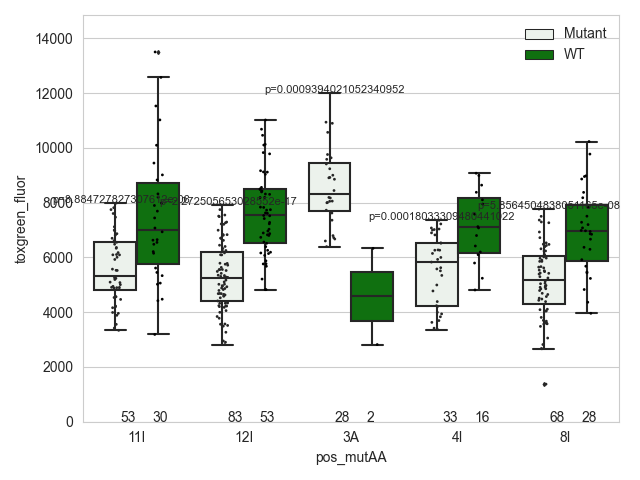 Mutant
WT
14000
12000
10000
8000
6000
4000
2000
0
toxgreen_fluor
p=0.0009394021052340952
p=0.0001803330948441022
53 30 83 53 28 2 33 16 68 28
11I 12I 3A 4I 8I
pos_mutAA